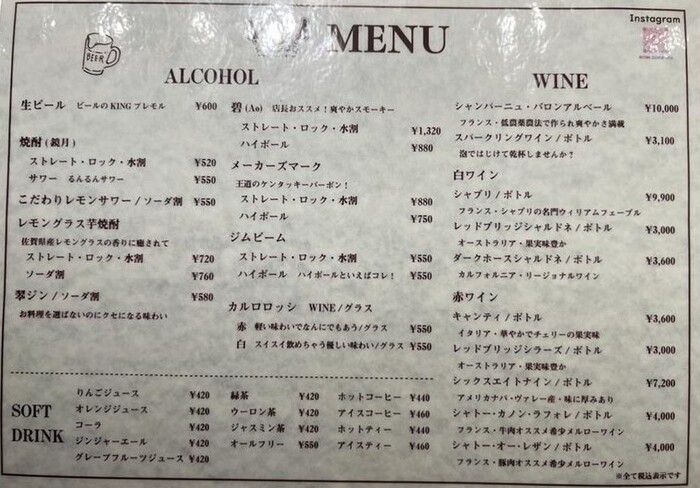 Instagram
MENU
BEER
ALCOHOL
生ビール ビールのKINGプレモル ¥600
焼酎(鏡月)
ストレート・ロック・水割 ¥520
サワー るんるんサワー ¥550
こだわりレモンサワー/ソーダ割 ¥550
レモングラス芋焼酎
佐賀県産レモングラスの香りに癒されて
ストレート・ロック・水割 ¥720
ソーダ割 ¥760
翠ジン/ソーダ割 ¥580
お料理を選ばないのにクセになる味わい
碧(Ao) 店長おススメ!爽やかスモーキー
ストレート・ロック・水割 ¥1,320
ハイボール ¥880
メーカーズマーク
王道のケンタッキーバーボン!
ストレート・ロック・水割 ¥880
ハイボール ¥750
ジムビーム
ストレート・ロック・水割 ¥550
ハイボール ハイボールといえばコレ! ¥550
カルロロッシ WINE/グラス
赤 軽い味わいでなんにでもあう/グラス ¥550
白 スイスイ飲めちゃう優しい味わい/グラス ¥550
WINE
シャンパーニュ・バロンアルベール ¥10,000
フランス・低農薬農法で作られ爽やかさ満載
スパークリングワイン/ボトル ¥3,100
泡ではじけて乾杯しませんか?
白ワイン
シャブリ/ボトル ¥9,900
フランス・シャブリの名門ウィリアムフェーブル
レッドブリッジシャルドネ/ボトル ¥3,000
オーストラリア・果実味豊か
ダークホースシャルドネ/ボトル ¥3,600
カルフォルニア・リージョナルワイン
赤ワイン
キャンティ/ボトル ¥3,600
イタリア・華やかでチェリーの果実味
レッドブリッジシラーズ/ボトル ¥3,000
オーストラリア・果実味豊か
シックスエイトナイン/ボトル ¥7,200
アメリカナパ・ヴァレー産・味に厚みあり
シャトー・カノン・ラフォレ/ボトル ¥4,000
フランス・牛肉オススメ希少メルローワイン
シャトー・オー・レザン/ボトル ¥4,000
フランス・豚肉オススメ希少メルローワイン
SOFT DRINK
りんごジュース ¥420
オレンジジュース ¥420
コーラ ¥420
ジンジャーエール ¥420
グレープフルーツジュース ¥420
緑茶 ¥420
ウーロン茶 ¥420
ジャスミン茶 ¥420
オールフリー ¥550
ホットコーヒー ¥440
アイスコーヒー ¥460
ホットティー ¥440
アイスティー ¥460
※全て税込表示です